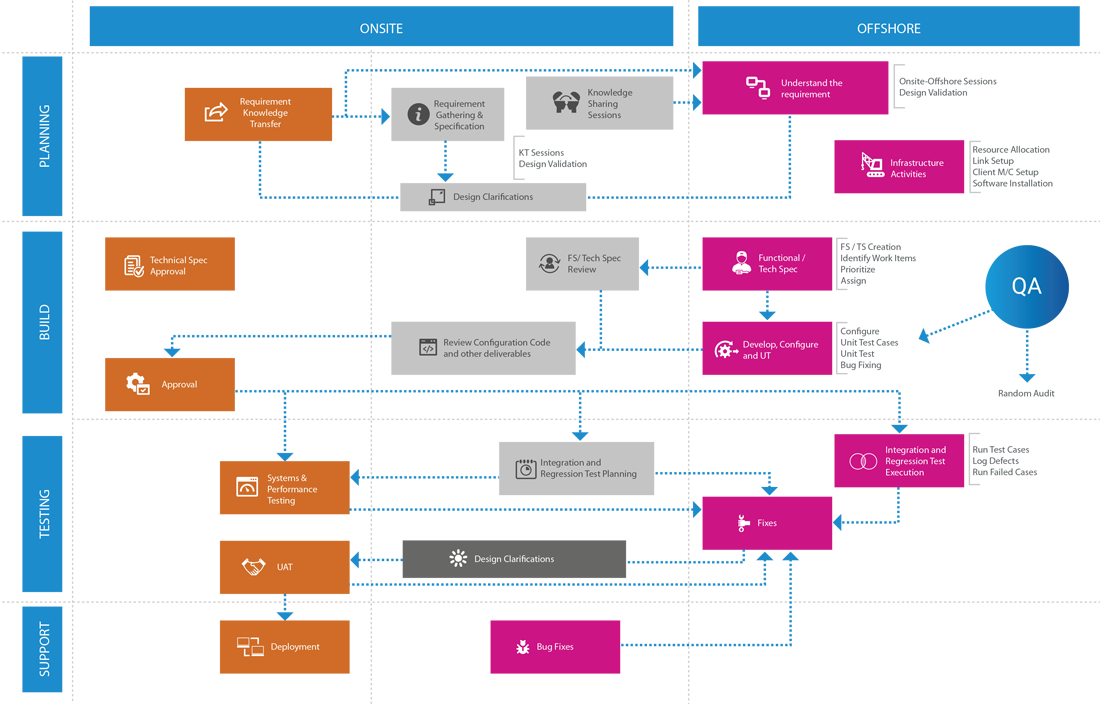 ONSITE
OFFSHORE
PLANNING
Requirement
Knowledge
Transfer
Requirement
Gathering &
Specification
Knowledge
Sharing
Sessions
Understand the
requirement
Onsite-Offshore Sessions
Design Validation
KT Sessions
Design Validation
Design Clarifications
Infrastructure
Activities
Resource Allocation
Link Setup
Client M/C Setup
Software Installation
BUILD
Technical Spec
Approval
FS/ Tech Spec
Review
Functional /
Tech Spec
FS / TS Creation
Identify Work Items
Prioritize
Assign
QA
Review Configuration Code
and other deliverables
Develop, Configure
and UT
Configure
Unit Test Cases
Unit Test
Bug Fixing
Approval
Random Audit
TESTING
Systems &
Performance
Testing
Integration and
Regression Test Planning
Integration and
Regression Test
Execution
Run Test Cases
Log Defects
Run Failed Cases
Fixes
UAT
Design Clarifications
SUPPORT
Deployment
Bug Fixes